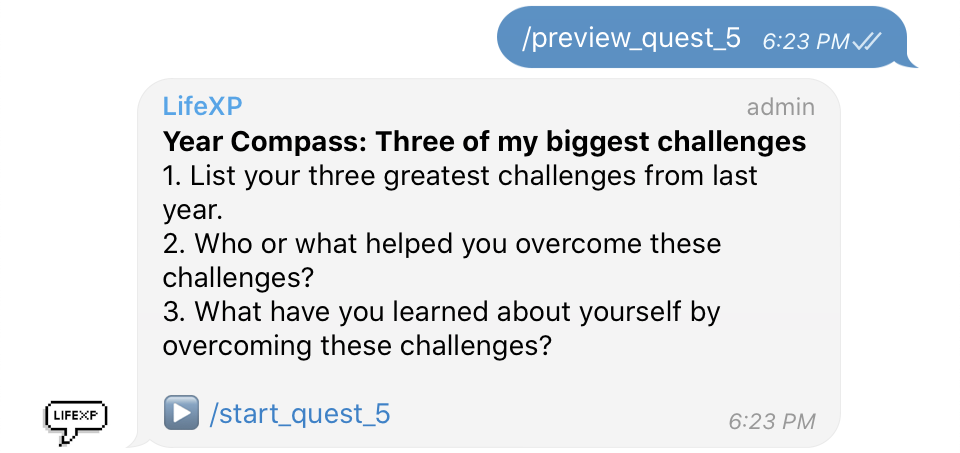 /preview_quest_5 6:23 PM
LifeXP admin
Year Compass: Three of my biggest challenges
1. List your three greatest challenges from last
year.
2. Who or what helped you overcome these
challenges?
3. What have you learned about yourself by
overcoming these challenges?
/start_quest_5
6:23 PM
LIFEXP